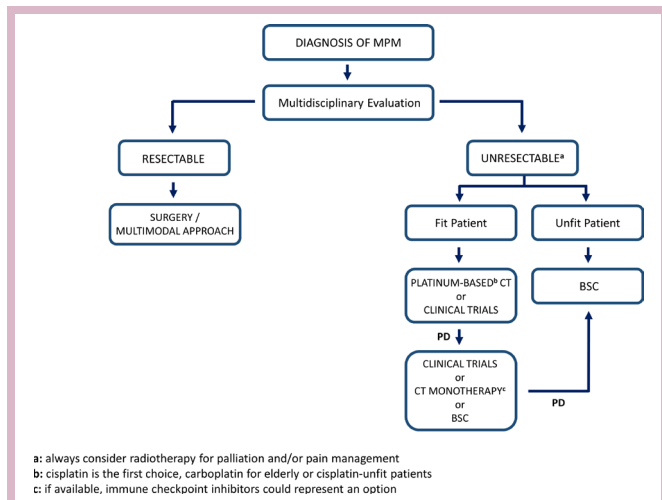 DIAGNOSIS OF MPM
Multidisciplinary Evaluation
RESECTABLE
UNRESECTABLEᵃ
SURGERY /
MULTIMODAL APPROACH
Fit Patient
Unfit Patient
PLATINUM-BASEDᵇ CT
or
CLINICAL TRIALS
BSC
PD
CLINICAL TRIALS
or
CT MONOTHERAPYᶜ
or
BSC
PD
a: always consider radiotherapy for palliation and/or pain management
b: cisplatin is the first choice, carboplatin for elderly or cisplatin-unfit patients
c: if available, immune checkpoint inhibitors could represent an option